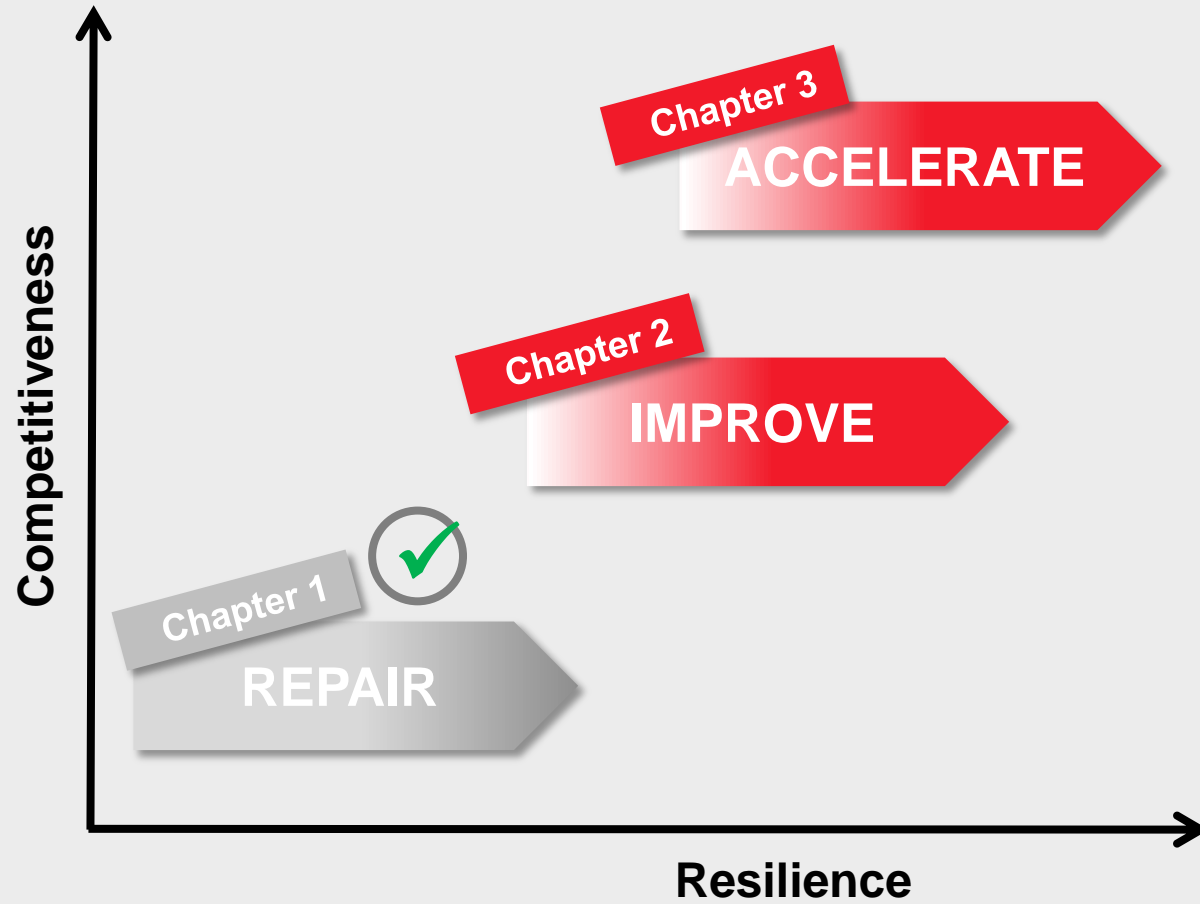 Competitiveness
Chapter 3
ACCELERATE
Chapter 2
IMPROVE
Chapter 1
REPAIR
Resilience